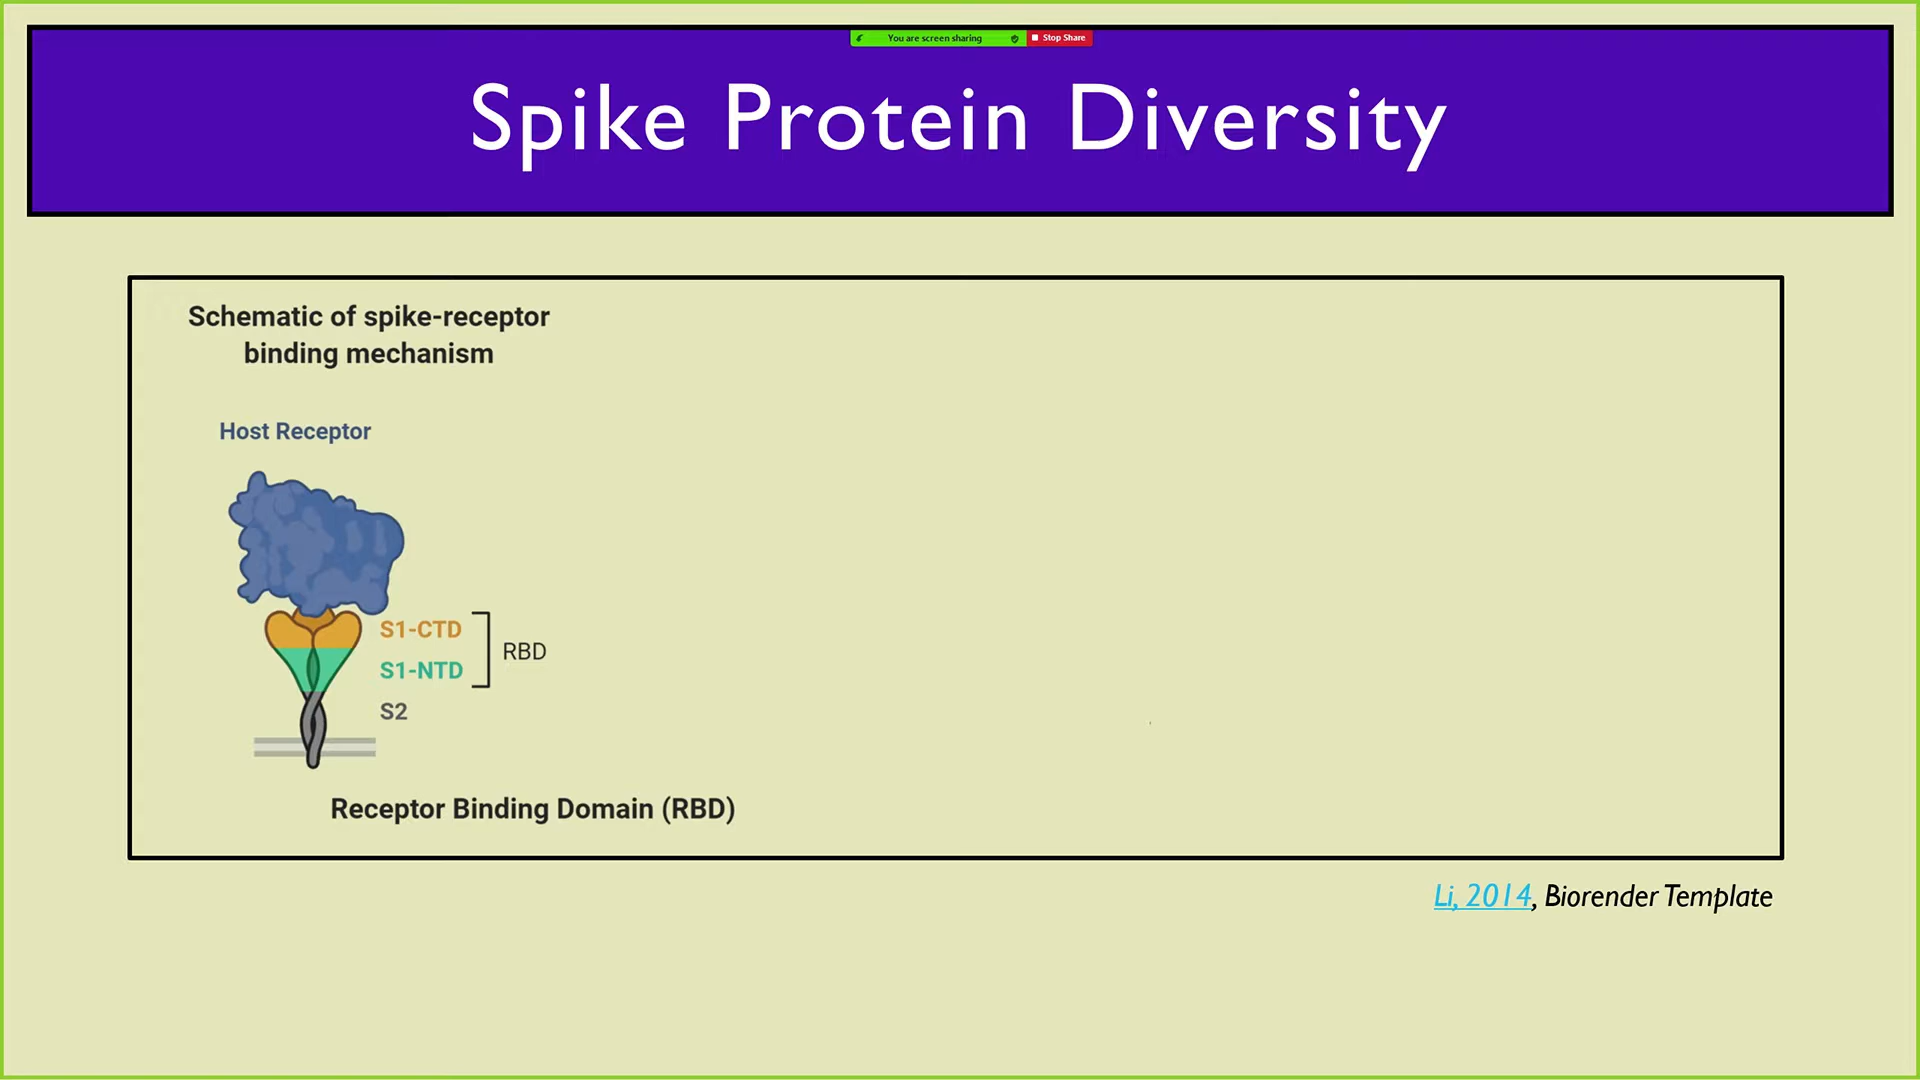 You are screen sharing
Stop Share
Spike Protein Diversity
Schematic of spike-receptor
binding mechanism
Host Receptor
S1-CTD
S1-NTD
RBD
S2
Receptor Binding Domain (RBD)
Li, 2014, Biorender Template